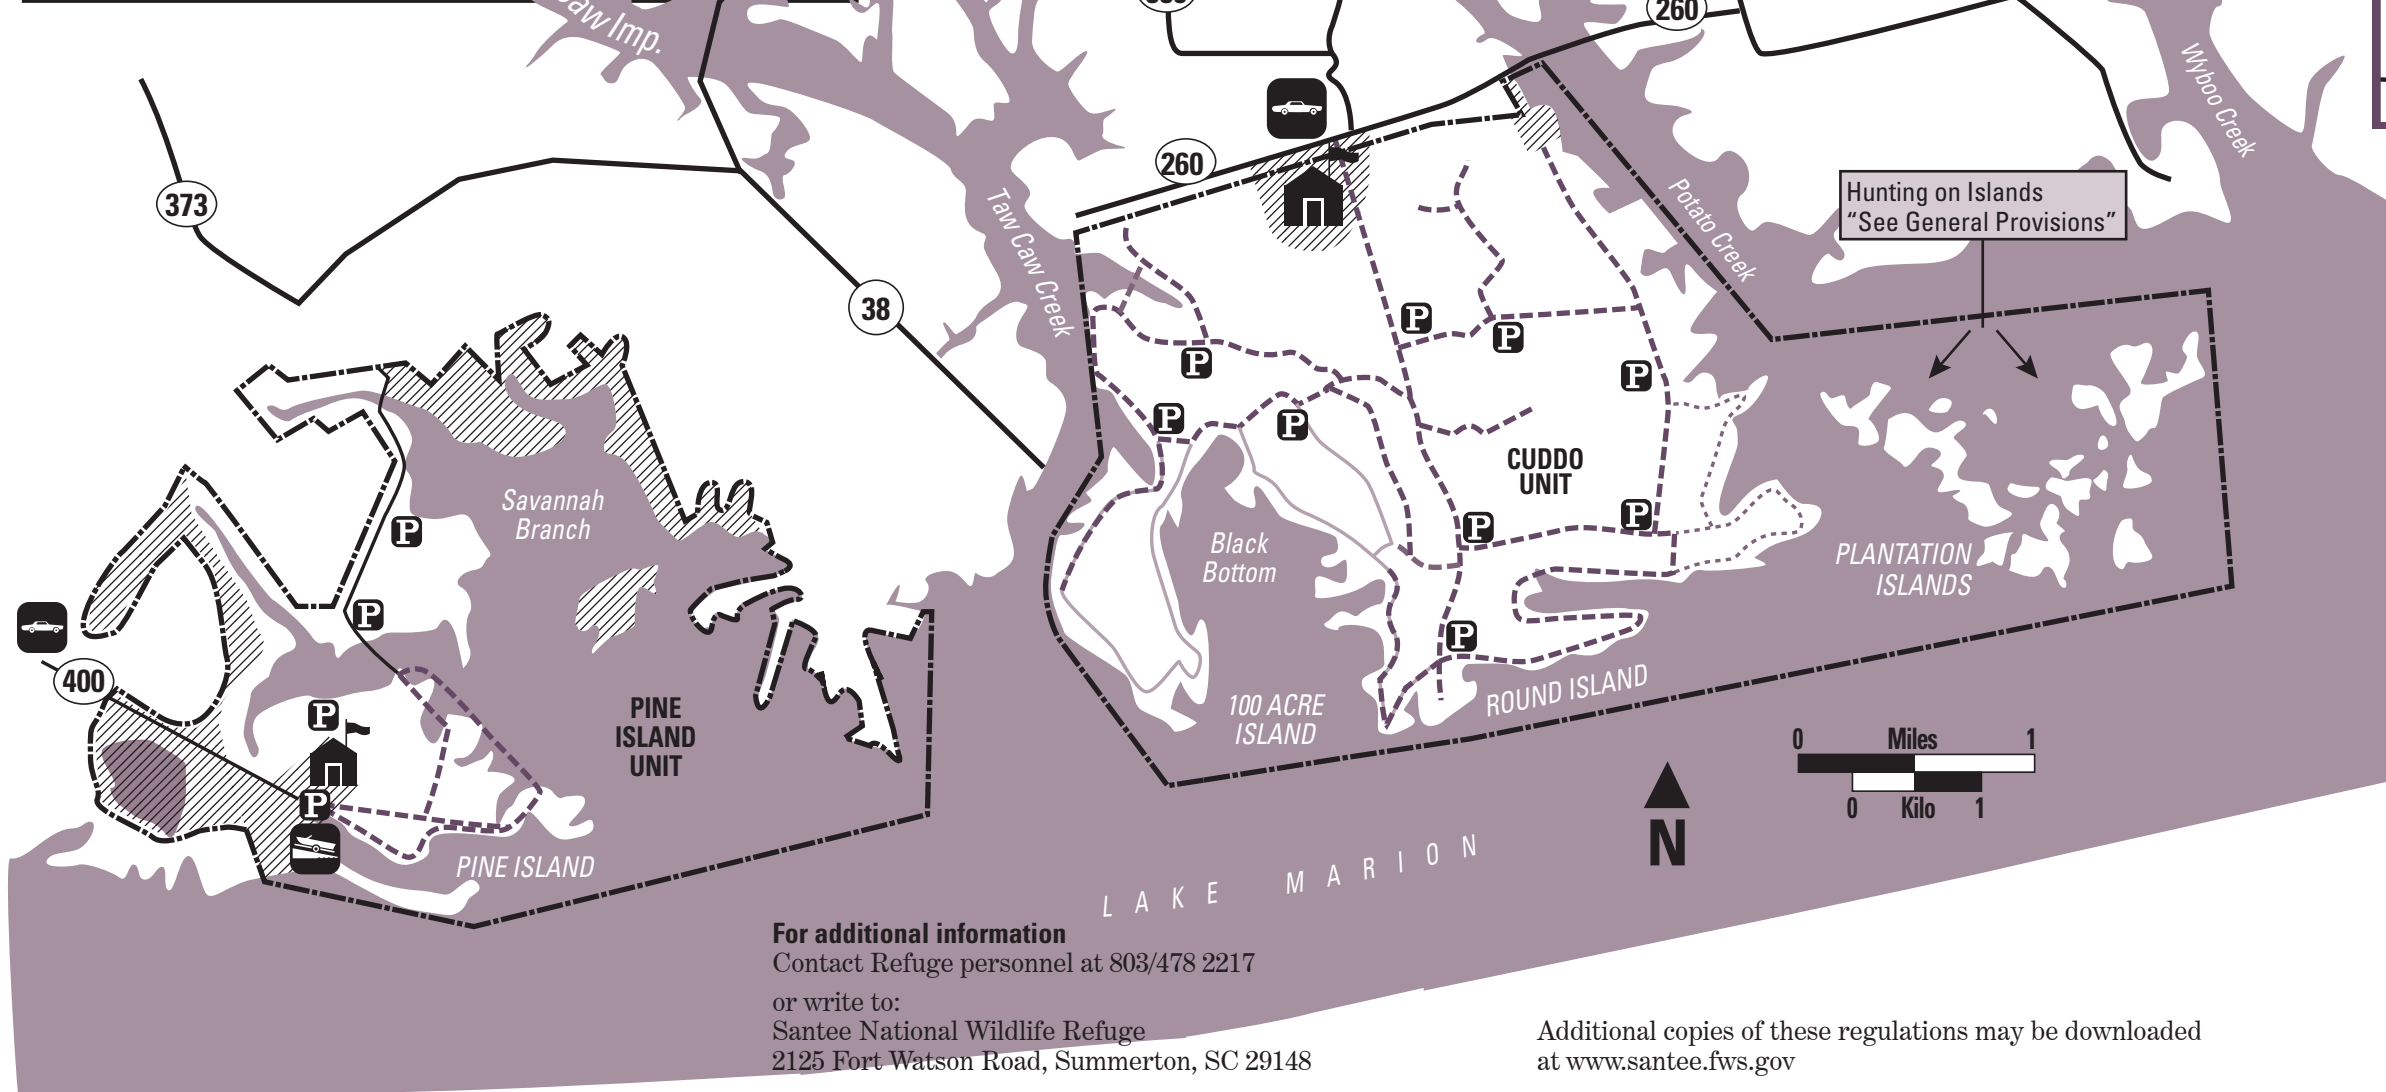 aw Imp.
260
Wyboo Creek
373
260
Taw Caw Creek
Potato Creek
Hunting on Islands
“See General Provisions”
38
P
P
P
P
P
P
P
CUDDO
UNIT
Savannah
Branch
P
P
P
Black
Bottom
PLANTATION
ISLANDS
P
P
400
P
PINE
ISLAND
UNIT
100 ACRE
ISLAND
ROUND ISLAND
0 Miles 1
0 Kilo 1
P
N
PINE ISLAND
LAKE MARION
For additional information
Contact Refuge personnel at 803/478 2217
or write to:
Santee National Wildlife Refuge
2125 Fort Watson Road, Summerton, SC 29148
Additional copies of these regulations may be downloaded
at www.santee.fws.gov